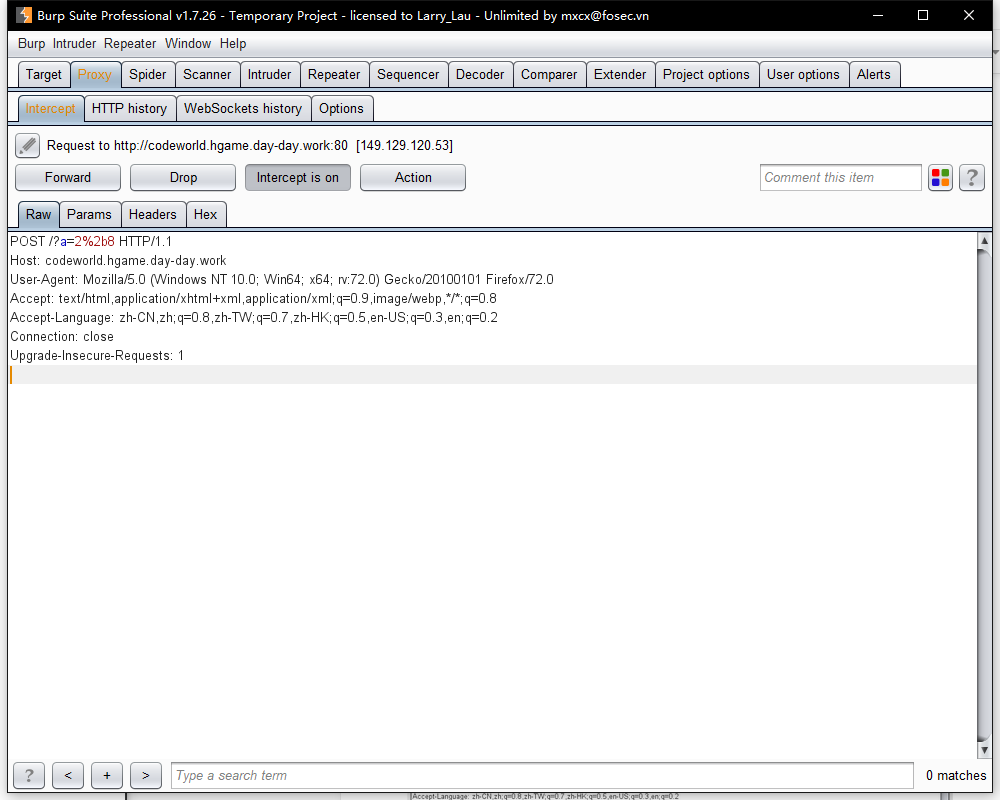 Burp Suite Professional v1.7.26 - Temporary Project - licensed to Larry_Lau - Unlimited by mxcx@fosec.vn
Burp Intruder Repeater Window Help
Target Proxy Spider Scanner Intruder Repeater Sequencer Decoder Comparer Extender Project options User options Alerts
Intercept HTTP history WebSockets history Options
Request to http://codeworld.hgame.day-day.work:80 [149.129.120.53]
Forward Drop Intercept is on Action Comment this item ?
Raw Params Headers Hex
POST /?a=2%2b8 HTTP/1.1
Host: codeworld.hgame.day-day.work
User-Agent: Mozilla/5.0 (Windows NT 10.0; Win64; x64; rv:72.0) Gecko/20100101 Firefox/72.0
Accept: text/html,application/xhtml+xml,application/xml;q=0.9,image/webp,*/*;q=0.8
Accept-Language: zh-CN,zh;q=0.8,zh-TW;q=0.7,zh-HK;q=0.5,en-US;q=0.3,en;q=0.2
Connection: close
Upgrade-Insecure-Requests: 1
? < + > Type a search term 0 matches
Accept-Language: zh-CN,zh;q=0.8,zh-TW;q=0.7,zh-HK;q=0.5,en-US;q=0.3,en;q=0.2